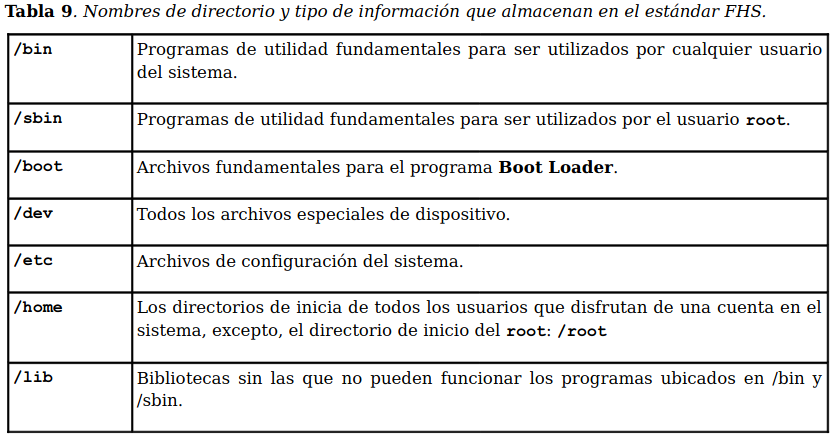 Tabla 9. Nombres de directorio y tipo de información que almacenan en el estándar FHS.
/bin
Programas de utilidad fundamentales para ser utilizados por cualquier usuario
del sistema.
/sbin
Programas de utilidad fundamentales para ser utilizados por el usuario root.
/boot
Archivos fundamentales para el programa Boot Loader.
/dev
Todos los archivos especiales de dispositivo.
/etc
Archivos de configuración del sistema.
/home
Los directorios de inicia de todos los usuarios que disfrutan de una cuenta en el
sistema, excepto, el directorio de inicio del root: /root
/lib
Bibliotecas sin las que no pueden funcionar los programas ubicados en /bin y
/sbin.